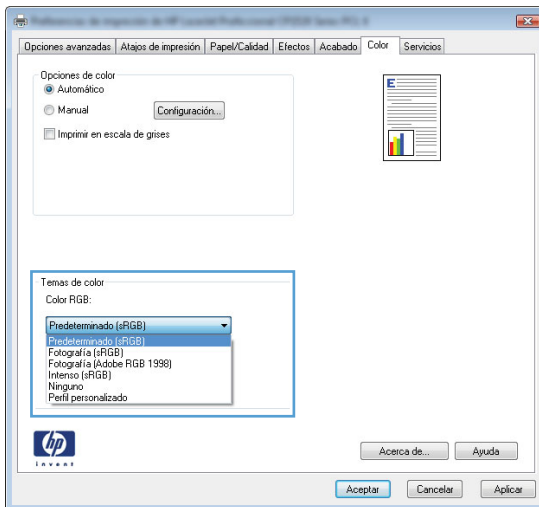 Opciones avanzadas Atajos de impresión Papel/Calidad Efectos Acabado Color Servicios
Opciones de color
Automático
Manual
Configuración...
Imprimir en escala de grises
E
Temas de color
Color RGB:
Predeterminado (sRGB)
Predeterminado (sRGB)
Fotografía (sRGB)
Fotografía (Adobe RGB 1998)
Intenso (sRGB)
Ninguno
Perfil personalizado
hp
invent
Acerca de... Ayuda
Aceptar Cancelar Aplicar